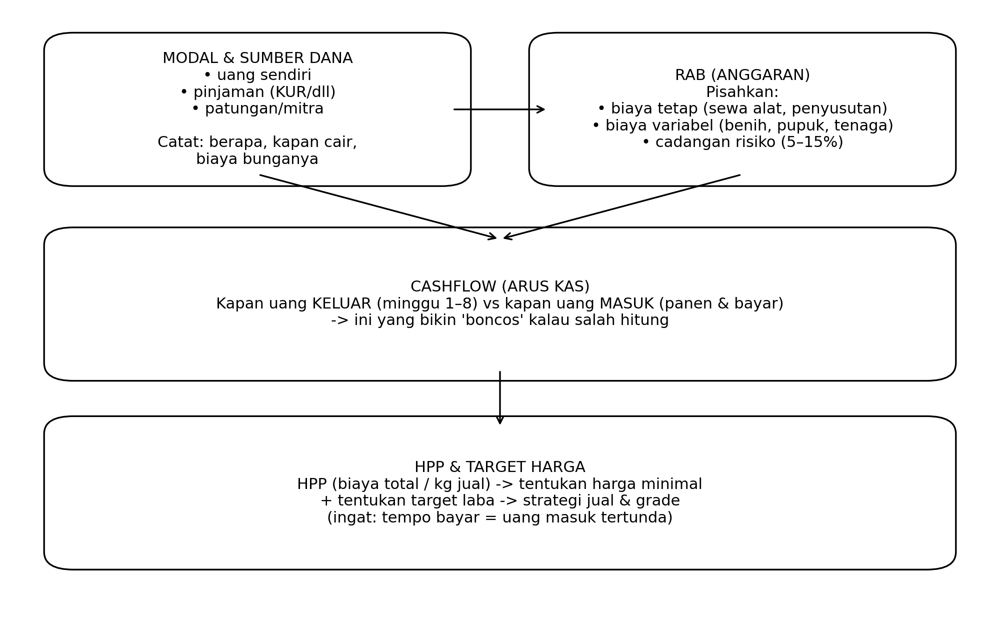 MODAL & SUMBER DANA
• uang sendiri
• pinjaman (KUR/dll)
• patungan/mitra
Catat: berapa, kapan cair,
biaya bunganya
RAB (ANGGARAN)
Pisahkan:
• biaya tetap (sewa alat, penyusutan)
• biaya variabel (benih, pupuk, tenaga)
• cadangan risiko (5–15%)
CASHFLOW (ARUS KAS)
Kapan uang KELUAR (minggu 1–8) vs kapan uang MASUK (panen & bayar)
-> ini yang bikin 'boncos' kalau salah hitung
HPP & TARGET HARGA
HPP (biaya total / kg jual) -> tentukan harga minimal
+ tentukan target laba -> strategi jual & grade
(ingat: tempo bayar = uang masuk tertunda)